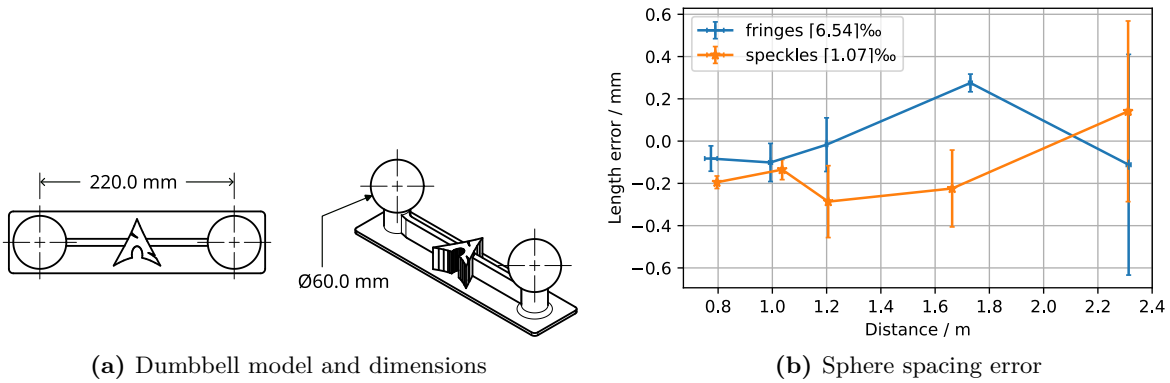 220.0 mm
Ø60.0 mm
(a) Dumbbell model and dimensions
0.6
0.4
0.2
0.0
−0.2
−0.4
−0.6
Length error / mm
fringes ⌈6.54⌉‰
speckles ⌈1.07⌉‰
0.8 1.0 1.2 1.4 1.6 1.8 2.0 2.2 2.4
Distance / m
(b) Sphere spacing error